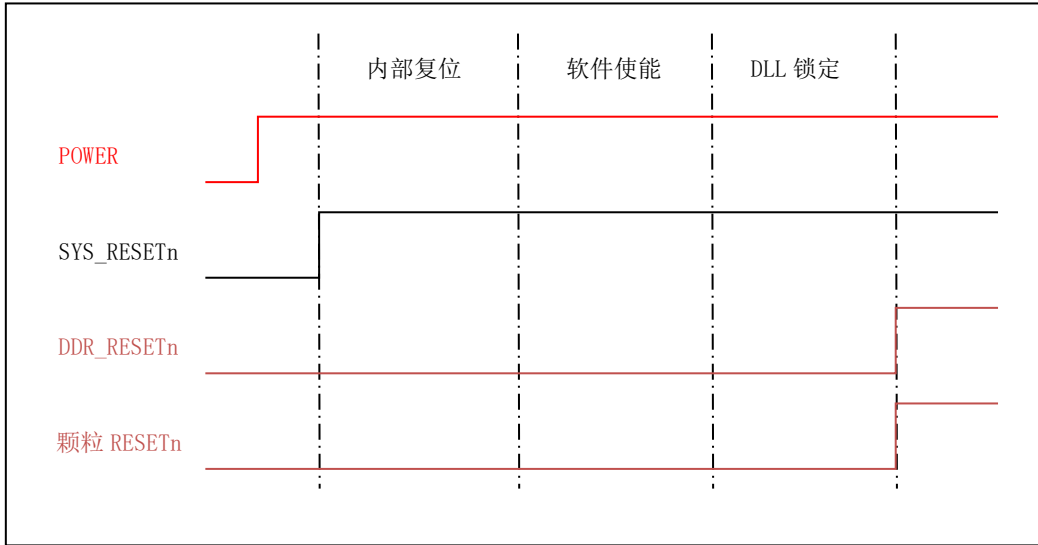 内部复位
软件使能
DLL 锁定
POWER
SYS_RESETn
DDR_RESETn
颗粒 RESETn